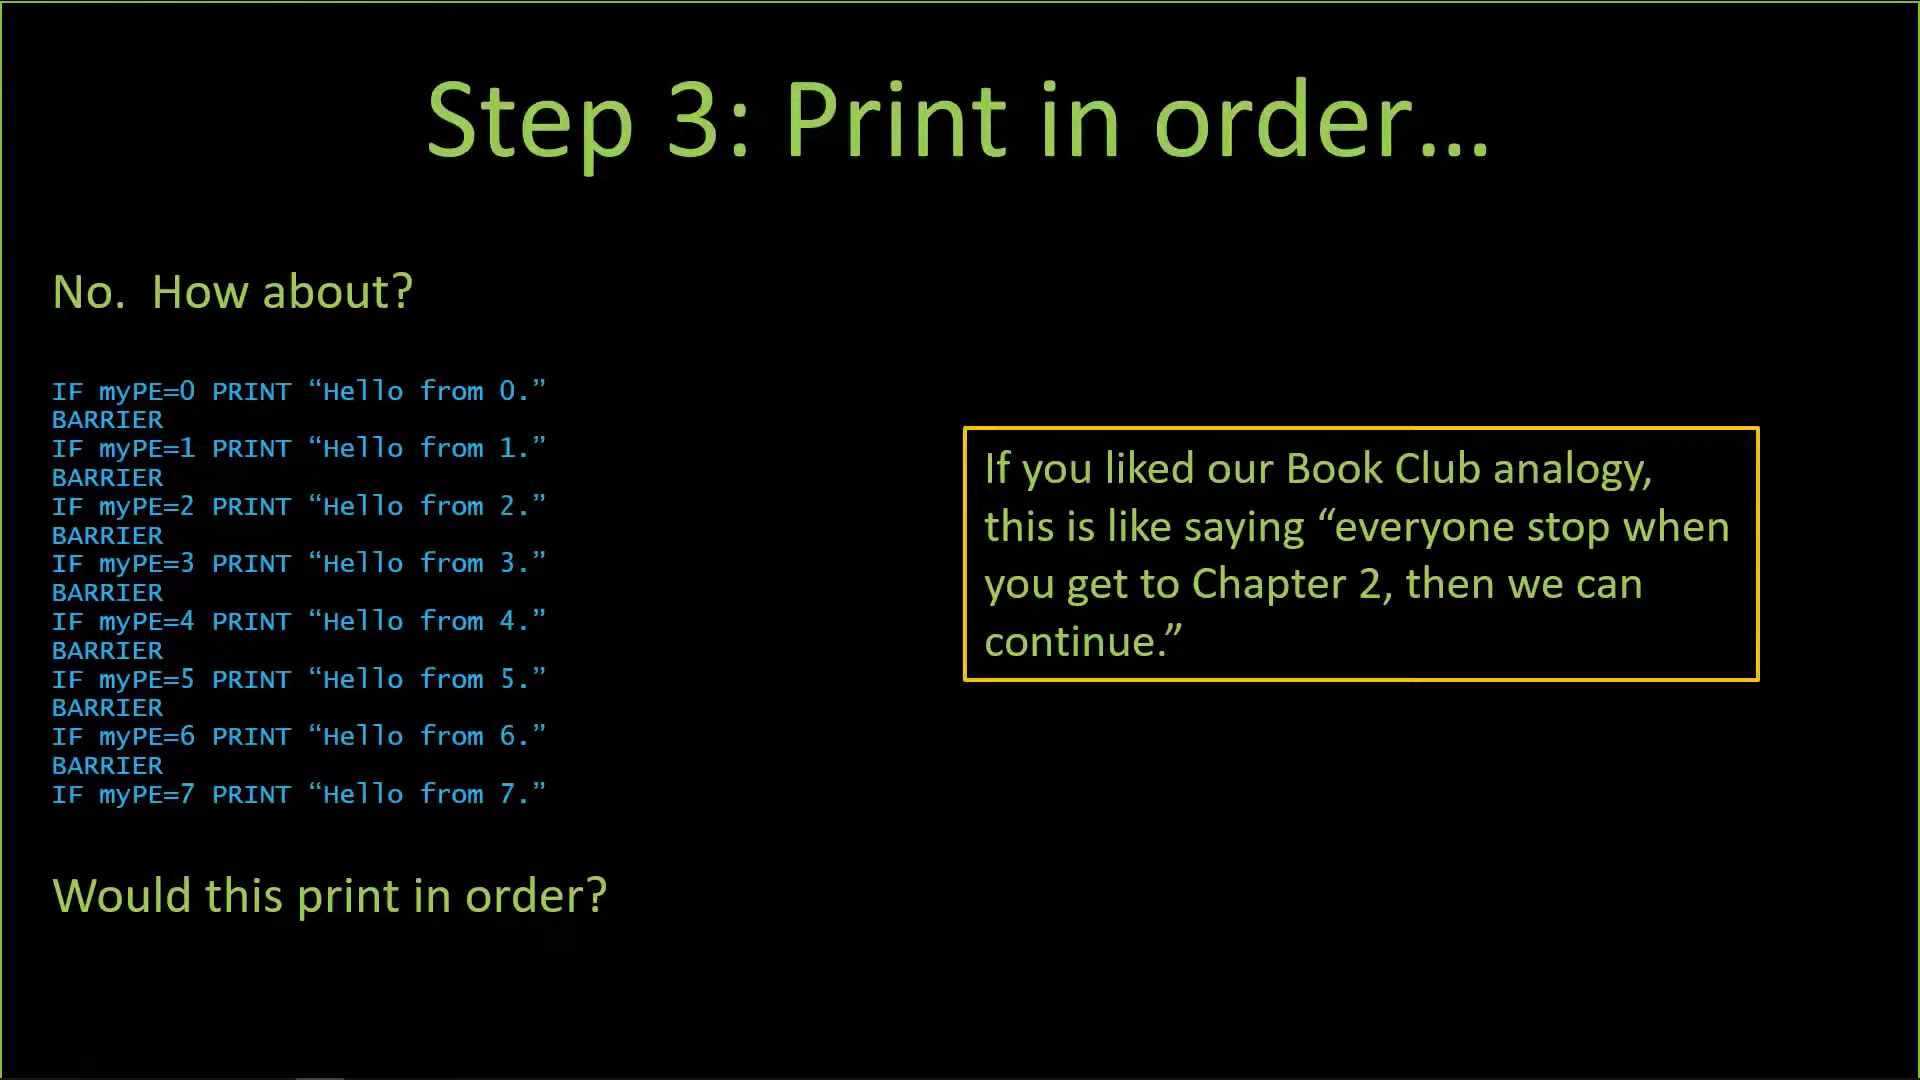 Step 3: Print in order…
No.  How about?
IF myPE=0 PRINT “Hello from 0.”
BARRIER
IF myPE=1 PRINT “Hello from 1.”
BARRIER
IF myPE=2 PRINT “Hello from 2.”
BARRIER
IF myPE=3 PRINT “Hello from 3.”
BARRIER
IF myPE=4 PRINT “Hello from 4.”
BARRIER
IF myPE=5 PRINT “Hello from 5.”
BARRIER
IF myPE=6 PRINT “Hello from 6.”
BARRIER
IF myPE=7 PRINT “Hello from 7.”
Would this print in order?
If you liked our Book Club analogy,
this is like saying “everyone stop when
you get to Chapter 2, then we can
continue.”